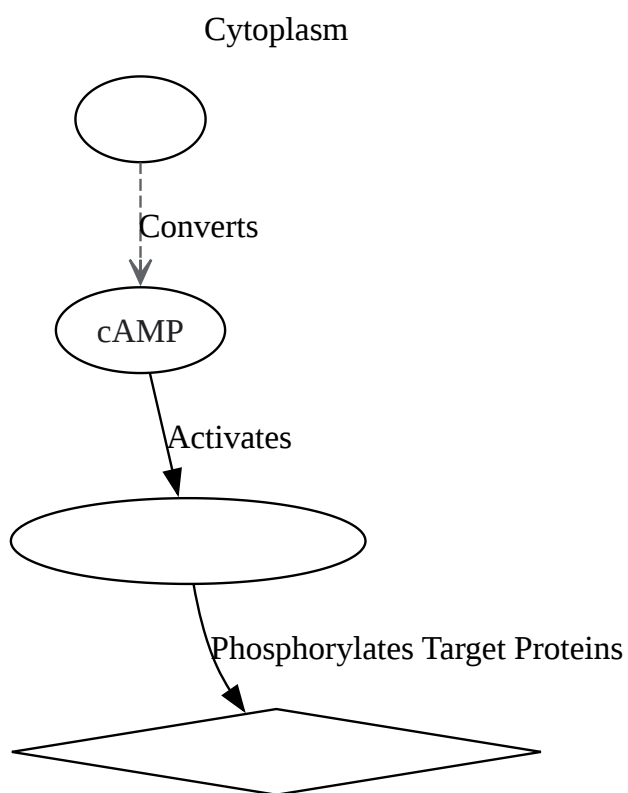 Cytoplasm
Converts
cAMP
Activates
Phosphorylates Target Proteins